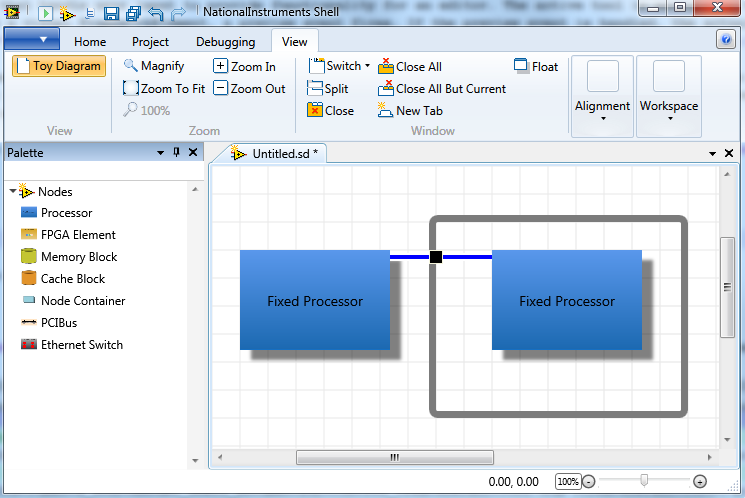 NationalInstruments Shell
Home Project Debugging View
Toy Diagram
Magnify
Zoom To Fit
100%
Zoom In
Zoom Out
Switch
Split
Close
Close All
Close All But Current
New Tab
Float
Alignment
Workspace
View
Zoom
Window
Palette
Untitled.sd *
Nodes
Processor
FPGA Element
Memory Block
Cache Block
Node Container
PCIBus
Ethernet Switch
Fixed Processor
Fixed Processor
0.00, 0.00
100%